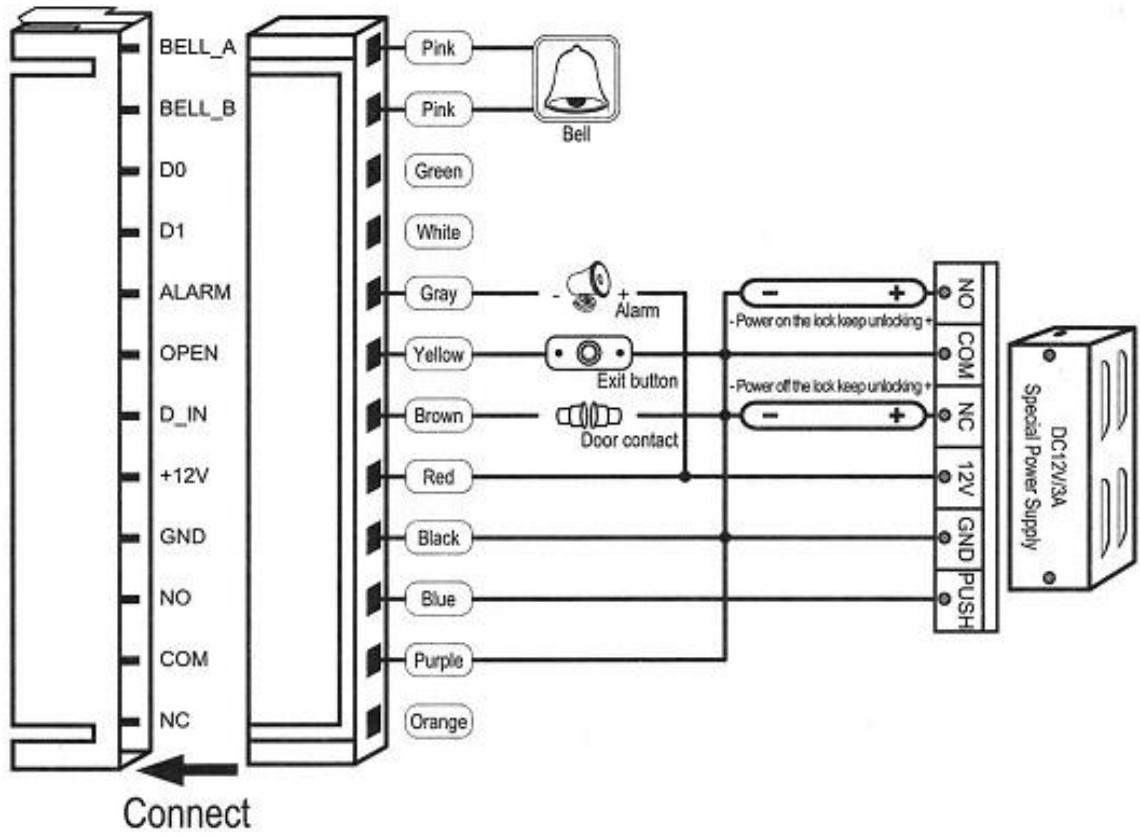 BELL_A
Pink
BELL_B
Pink
Bell
D0
Green
D1
White
ALARM
Gray
- +
Alarm
- +
NO
- Power on the lock keep unlocking +
OPEN
Yellow
Exit button
COM
- Power off the lock keep unlocking +
D_IN
Brown
Door contact
- +
NC
+12V
Red
12V
GND
Black
GND
NO
Blue
PUSH
COM
Purple
NC
Orange
DC12V/3A
Special Power Supply
Connect